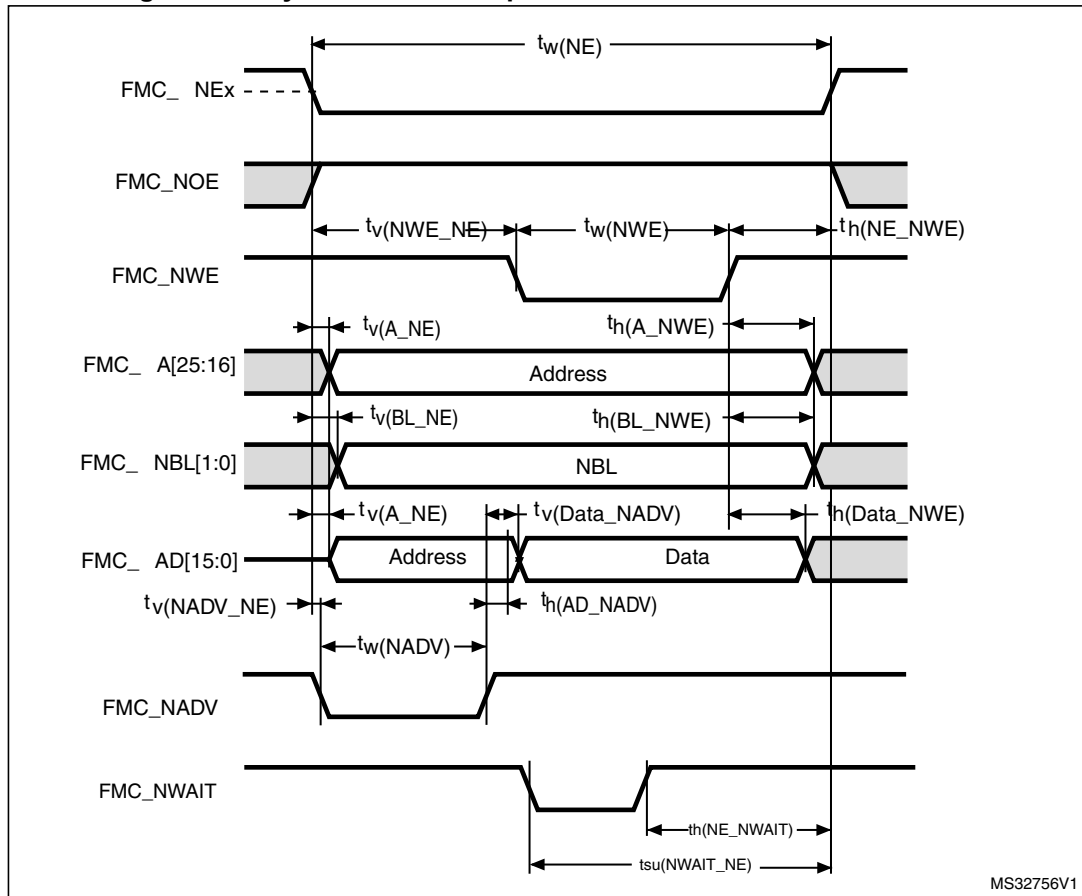 tw(NE)
FMC_ NEx
FMC_NOE
tv(NWE_NE)
tw(NWE)
th(NE_NWE)
FMC_NWE
tv(A_NE)
th(A_NWE)
FMC_ A[25:16]
Address
tv(BL_NE)
th(BL_NWE)
FMC_ NBL[1:0]
NBL
tv(A_NE)
tv(Data_NADV)
th(Data_NWE)
FMC_ AD[15:0]
Address
Data
tv(NADV_NE)
th(AD_NADV)
tw(NADV)
FMC_NADV
FMC_NWAIT
th(NE_NWAIT)
tsu(NWAIT_NE)
MS32756V1